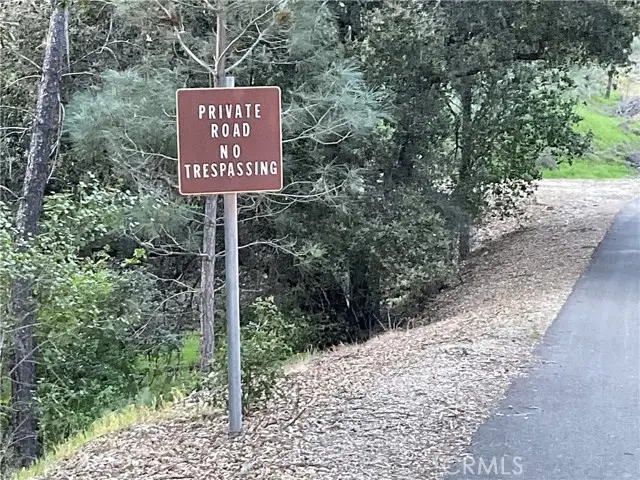 PRIVATE
ROAD
NO
TRESPASSING
CRMLS